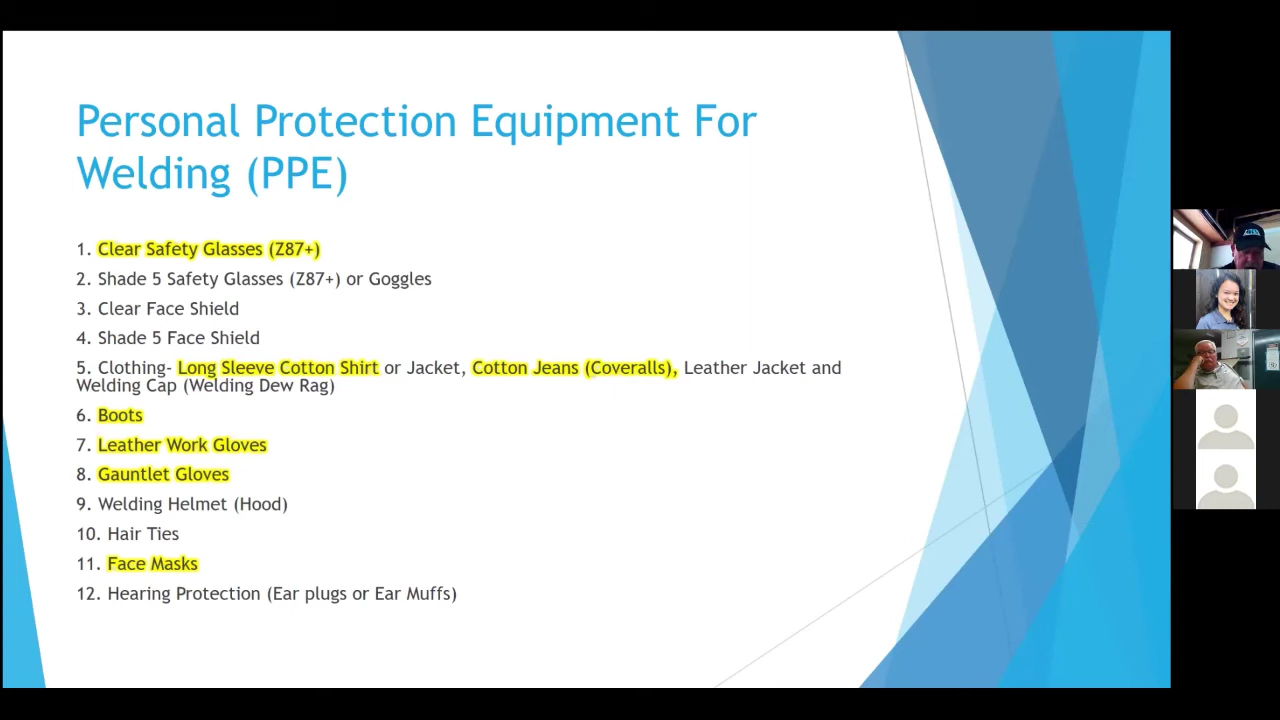 Personal Protection Equipment For
Welding (PPE)
1. Clear Safety Glasses (Z87+)
2. Shade 5 Safety Glasses (Z87+) or Goggles
3. Clear Face Shield
4. Shade 5 Face Shield
5. Clothing- Long Sleeve Cotton Shirt or Jacket, Cotton Jeans (Coveralls), Leather Jacket and
Welding Cap (Welding Dew Rag)
6. Boots
7. Leather Work Gloves
8. Gauntlet Gloves
9. Welding Helmet (Hood)
10. Hair Ties
11. Face Masks
12. Hearing Protection (Ear plugs or Ear Muffs)